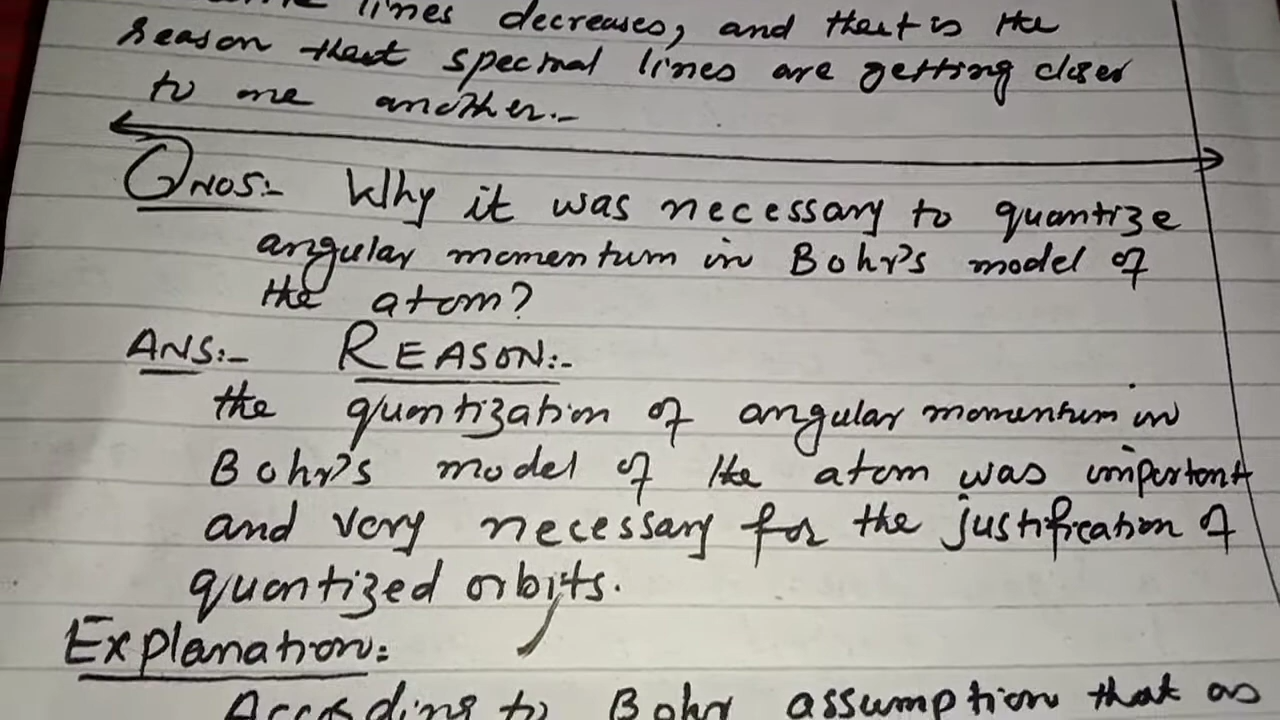 lines decreases, and that is the
reason that spectral lines are getting closer
to one another.-
QNO5:- Why it was necessary to quantize
angular momentum in Bohr's model of
the atom?
ANS:- REASON:-
the quantization of angular momentum in
Bohr's model of the atom was important
and very necessary for the justification of
quantized orbits.
Explanation:
According to Bohr assumption that as